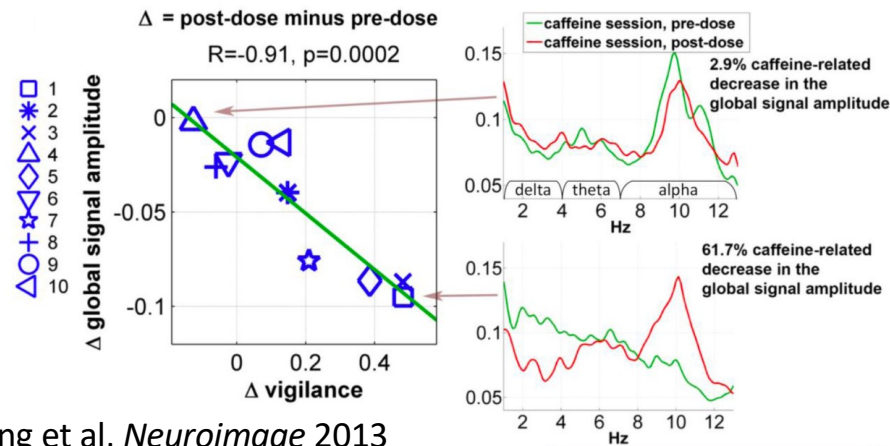 Δ = post-dose minus pre-dose
R=-0.91, p=0.0002
1
2
3
4
5
6
7
8
9
10
Δ global signal amplitude
0
-0.05
-0.1
0
0.2
0.4
Δ vigilance
caffeine session, pre-dose
caffeine session, post-dose
0.15
0.1
0.05
2.9% caffeine-related
decrease in the
global signal amplitude
delta
theta
alpha
2
4
6
8
10
12
Hz
0.15
0.1
0.05
61.7% caffeine-related
decrease in the
global signal amplitude
2
4
6
8
10
12
Hz
ng et al. Neuroimage 2013